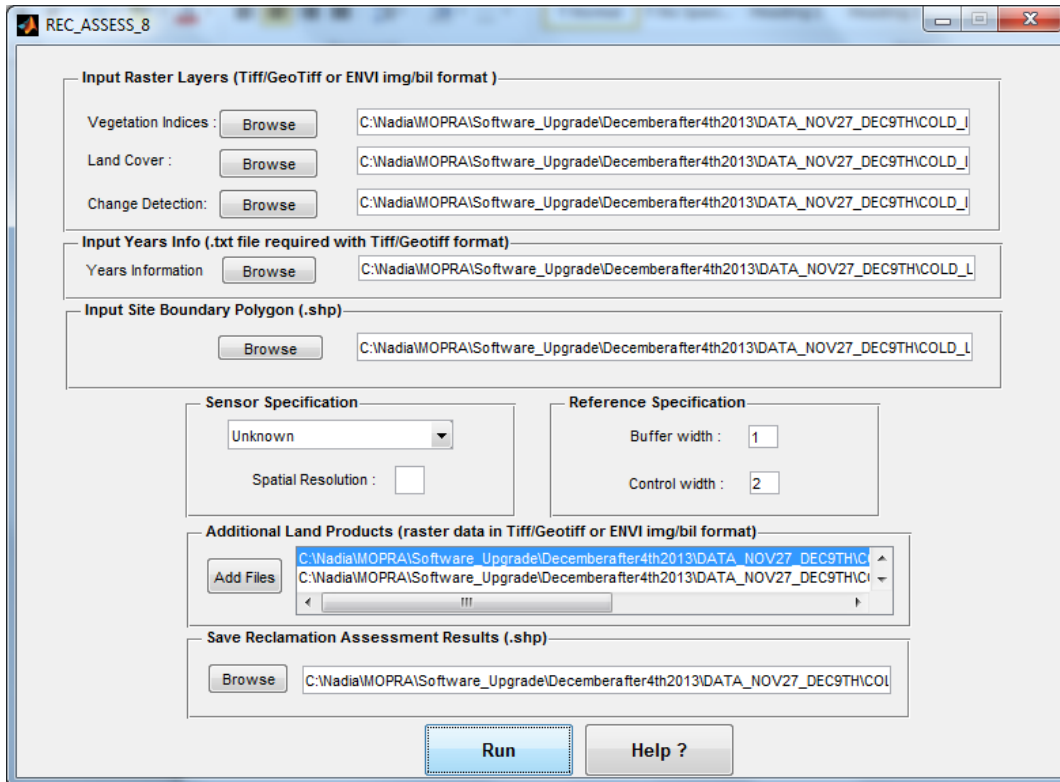 REC_ASSESS_8
Input Raster Layers (Tiff/GeoTiff or ENVI img/bil format )
Vegetation Indices : Browse C:\Nadia\MOPRA\Software_Upgrade\Decemberafter4th2013\DATA_NOV27_DEC9TH\COLD_I
Land Cover : Browse C:\Nadia\MOPRA\Software_Upgrade\Decemberafter4th2013\DATA_NOV27_DEC9TH\COLD_I
Change Detection: Browse C:\Nadia\MOPRA\Software_Upgrade\Decemberafter4th2013\DATA_NOV27_DEC9TH\COLD_I
Input Years Info (.txt file required with Tiff/Geotiff format)
Years Information Browse C:\Nadia\MOPRA\Software_Upgrade\Decemberafter4th2013\DATA_NOV27_DEC9TH\COLD_L
Input Site Boundary Polygon (.shp)
Browse C:\Nadia\MOPRA\Software_Upgrade\Decemberafter4th2013\DATA_NOV27_DEC9TH\COLD_L
Sensor Specification Reference Specification
Unknown Buffer width : 1
Spatial Resolution : Control width : 2
Additional Land Products (raster data in Tiff/Geotiff or ENVI img/bil format)
C:\Nadia\MOPRA\Software_Upgrade\Decemberafter4th2013\DATA_NOV27_DEC9TH\C
Add Files C:\Nadia\MOPRA\Software_Upgrade\Decemberafter4th2013\DATA_NOV27_DEC9TH\C
Save Reclamation Assessment Results (.shp)
Browse C:\Nadia\MOPRA\Software_Upgrade\Decemberafter4th2013\DATA_NOV27_DEC9TH\COL
Run Help ?